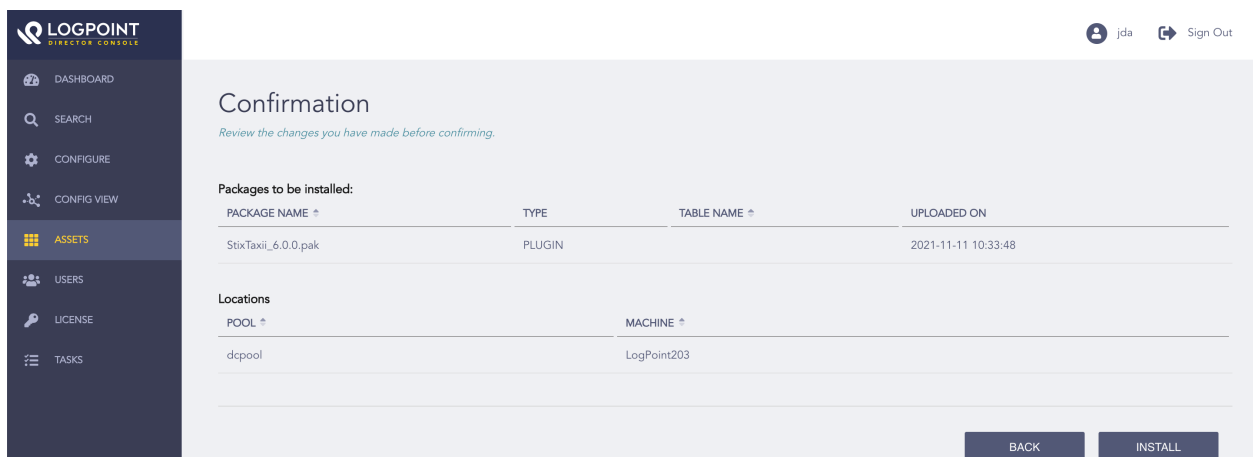 LOGPOINT
DIRECTOR CONSOLE
jda
Sign Out
DASHBOARD
SEARCH
CONFIGURE
CONFIG VIEW
ASSETS
USERS
LICENSE
TASKS
Confirmation
Review the changes you have made before confirming.
Packages to be installed:
PACKAGE NAME TYPE TABLE NAME UPLOADED ON
StixTaxii_6.0.0.pak PLUGIN 2021-11-11 10:33:48
Locations
POOL MACHINE
dcpool LogPoint203
BACK INSTALL